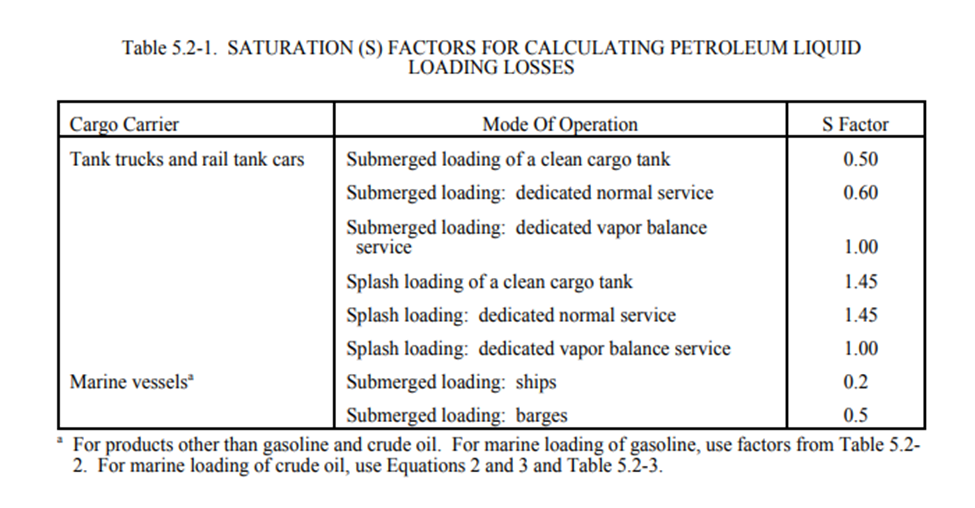 Table 5.2-1. SATURATION (S) FACTORS FOR CALCULATING PETROLEUM LIQUID
LOADING LOSSES
Cargo Carrier Mode Of Operation S Factor
Tank trucks and rail tank cars Submerged loading of a clean cargo tank 0.50
Submerged loading: dedicated normal service 0.60
Submerged loading: dedicated vapor balance
service 1.00
Splash loading of a clean cargo tank 1.45
Splash loading: dedicated normal service 1.45
Splash loading: dedicated vapor balance service 1.00
Marine vesselsª Submerged loading: ships 0.2
Submerged loading: barges 0.5
ª For products other than gasoline and crude oil. For marine loading of gasoline, use factors from Table 5.2-
2. For marine loading of crude oil, use Equations 2 and 3 and Table 5.2-3.